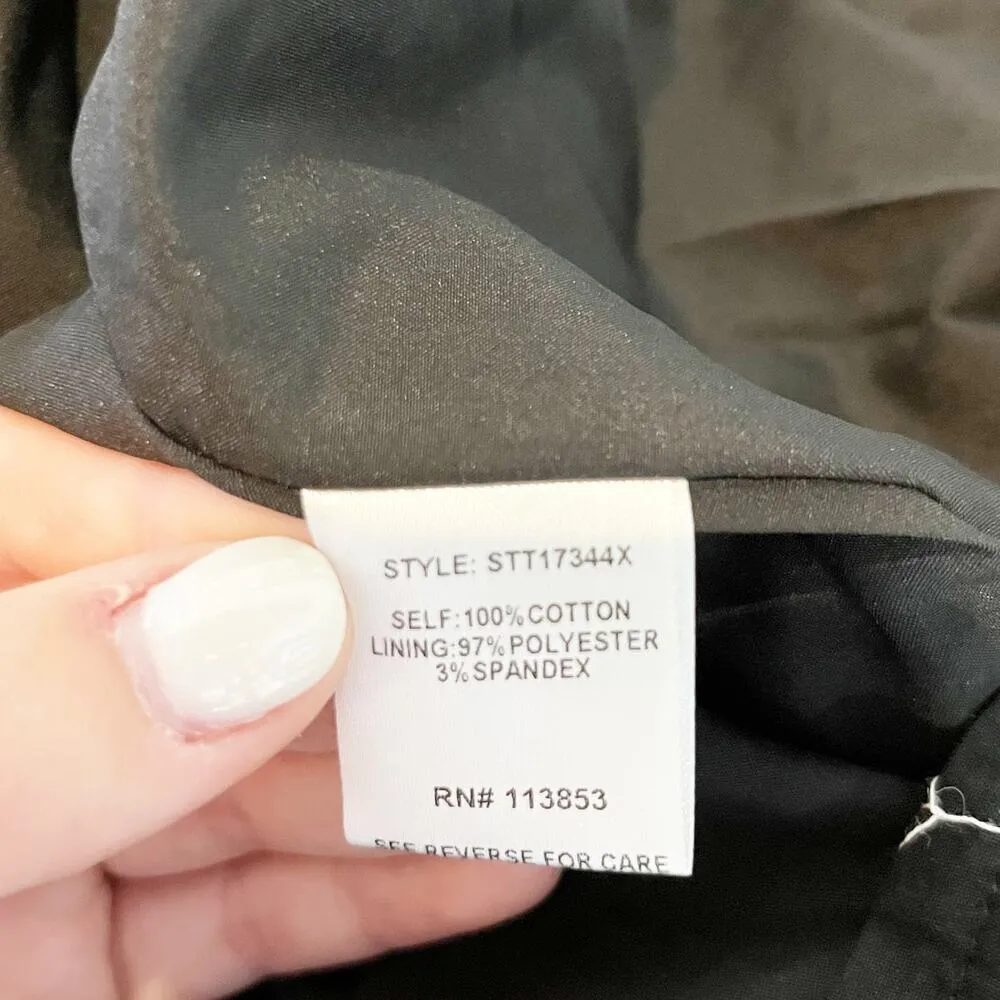 STYLE: STT17344X
SELF:100%COTTON
LINING:97%POLYESTER
3%SPANDEX
RN# 113853
SEE REVERSE FOR CARE